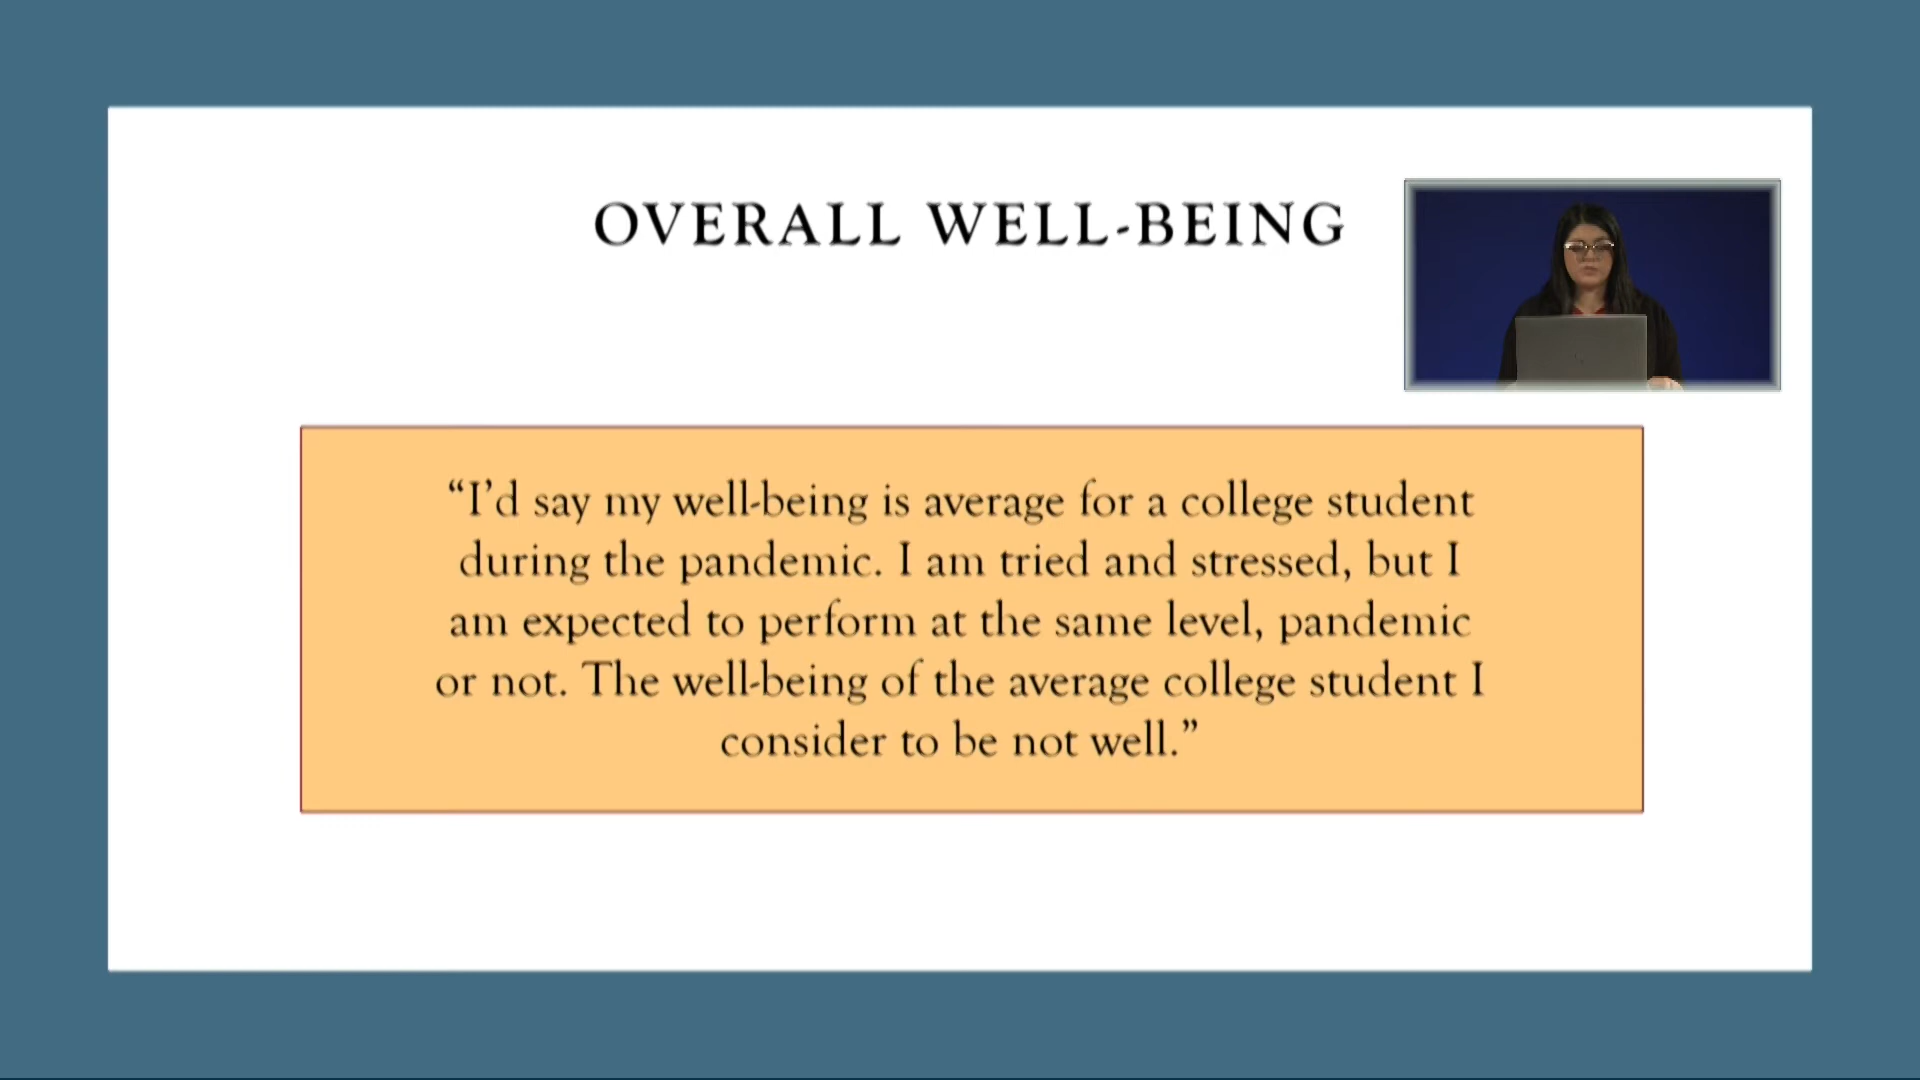 OVERALL WELL-BEING
“I’d say my well-being is average for a college student
during the pandemic. I am tried and stressed, but I
am expected to perform at the same level, pandemic
or not. The well-being of the average college student I
consider to be not well.”